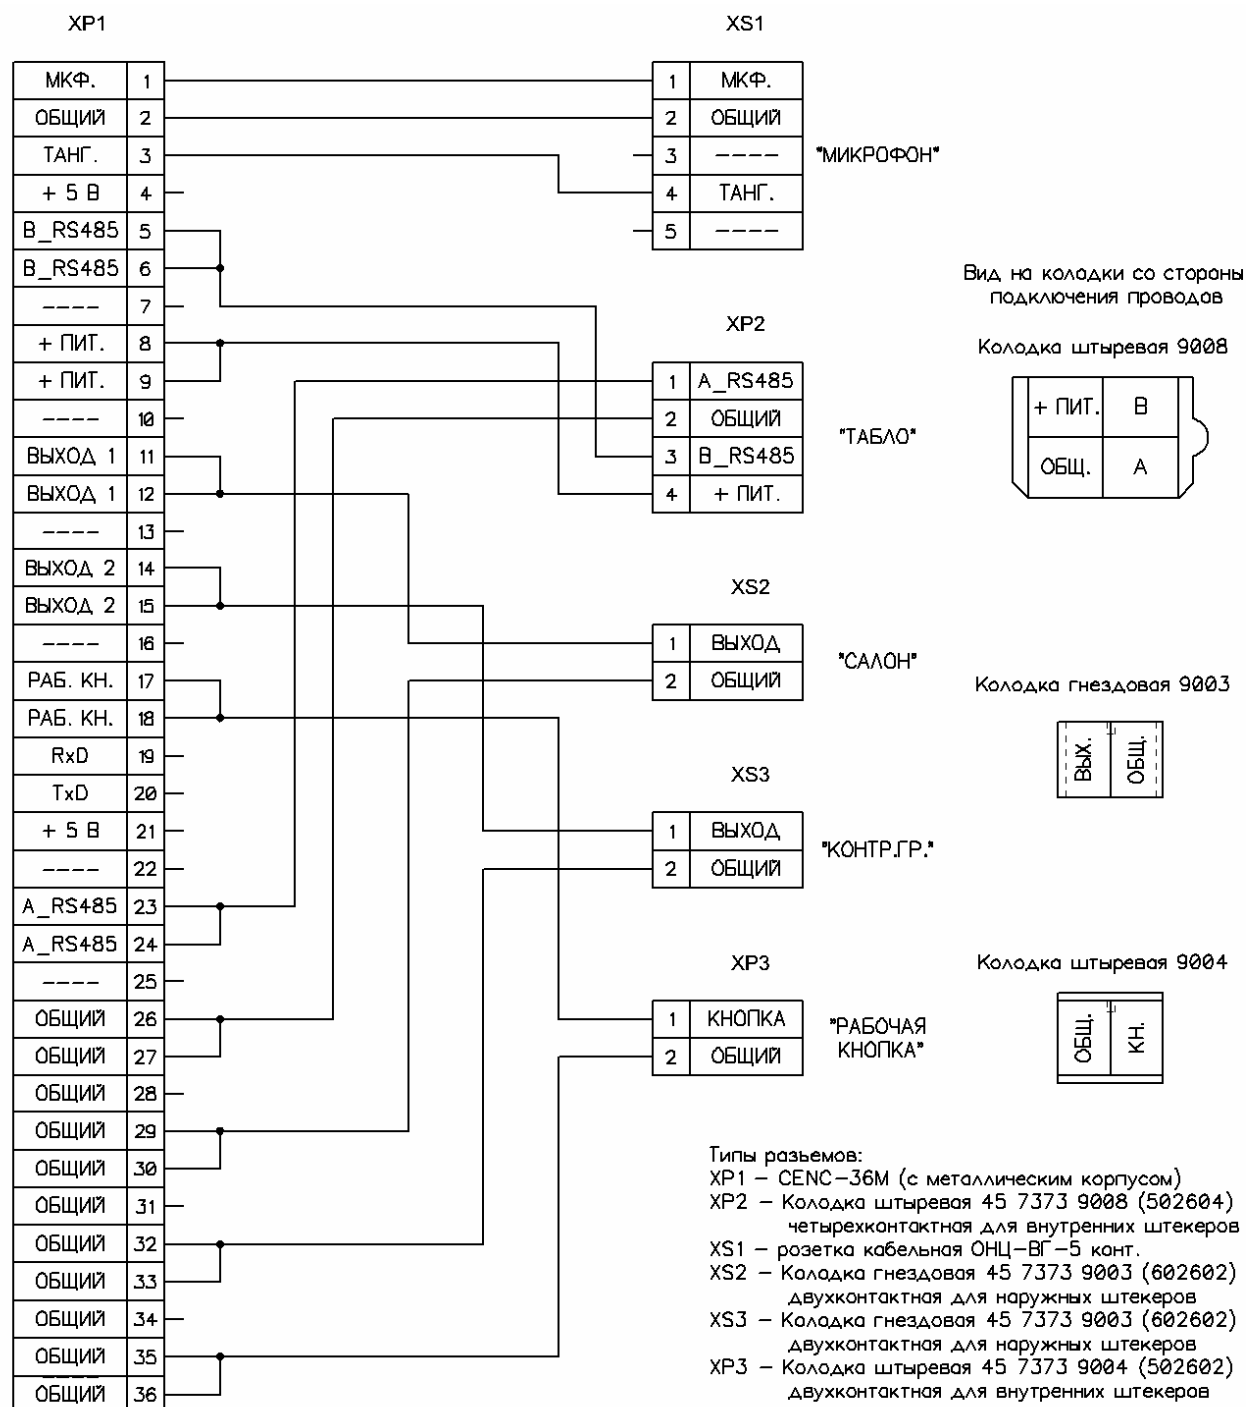 XP1
МКФ. 1
ОБЩИЙ 2
ТАНГ. 3
+ 5 В 4
B_RS485 5
B_RS485 6
---- 7
+ ПИТ. 8
+ ПИТ. 9
---- 10
ВЫХОД 1 11
ВЫХОД 1 12
---- 13
ВЫХОД 2 14
ВЫХОД 2 15
---- 16
РАБ. КН. 17
РАБ. КН. 18
RxD 19
TxD 20
+ 5 В 21
---- 22
A_RS485 23
A_RS485 24
---- 25
ОБЩИЙ 26
ОБЩИЙ 27
ОБЩИЙ 28
ОБЩИЙ 29
ОБЩИЙ 30
ОБЩИЙ 31
ОБЩИЙ 32
ОБЩИЙ 33
ОБЩИЙ 34
ОБЩИЙ 35
ОБЩИЙ 36
XS1
1 МКФ.
2 ОБЩИЙ
3 ----
4 ТАНГ.
5 ----
"МИКРОФОН"
XP2
1 A_RS485
2 ОБЩИЙ
3 B_RS485
4 + ПИТ.
"ТАБЛО"
XS2
1 ВЫХОД
2 ОБЩИЙ
"САЛОН"
XS3
1 ВЫХОД
2 ОБЩИЙ
"КОНТР.ГР."
XP3
1 КНОПКА
2 ОБЩИЙ
"РАБОЧАЯ
КНОПКА"
Вид на колодки со стороны
подключения проводов
Колодка штыревая 9008
+ ПИТ. В
ОБЩ. А
Колодка гнездовая 9003
ВЫХ. ОБЩ.
Колодка штыревая 9004
ОБЩ. КН.
Типы разьемов:
XP1 – CENC–36M (с металлическим корпусом)
XP2 – Колодка штыревая 45 7373 9008 (502604)
четырехконтактная для внутренних штекеров
XS1 – розетка кабельная ОНЦ–ВГ–5 конт.
XS2 – Колодка гнездовая 45 7373 9003 (602602)
двухконтактная для наружных штекеров
XS3 – Колодка гнездовая 45 7373 9003 (602602)
двухконтактная для наружных штекеров
XP3 – Колодка штыревая 45 7373 9004 (502602)
двухконтактная для внутренних штекеров